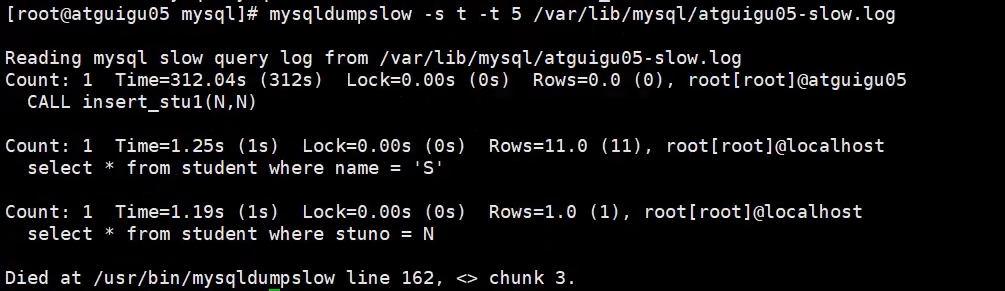 [root@atguigu05 mysql]# mysqldumpslow -s t -t 5 /var/lib/mysql/atguigu05-slow.log
Reading mysql slow query log from /var/lib/mysql/atguigu05-slow.log
Count: 1  Time=312.04s (312s)  Lock=0.00s (0s)  Rows=0.0 (0), root[root]@atguigu05
  CALL insert_stu1(N,N)
Count: 1  Time=1.25s (1s)  Lock=0.00s (0s)  Rows=11.0 (11), root[root]@localhost
  select * from student where name = 'S'
Count: 1  Time=1.19s (1s)  Lock=0.00s (0s)  Rows=1.0 (1), root[root]@localhost
  select * from student where stuno = N
Died at /usr/bin/mysqldumpslow line 162, <> chunk 3.